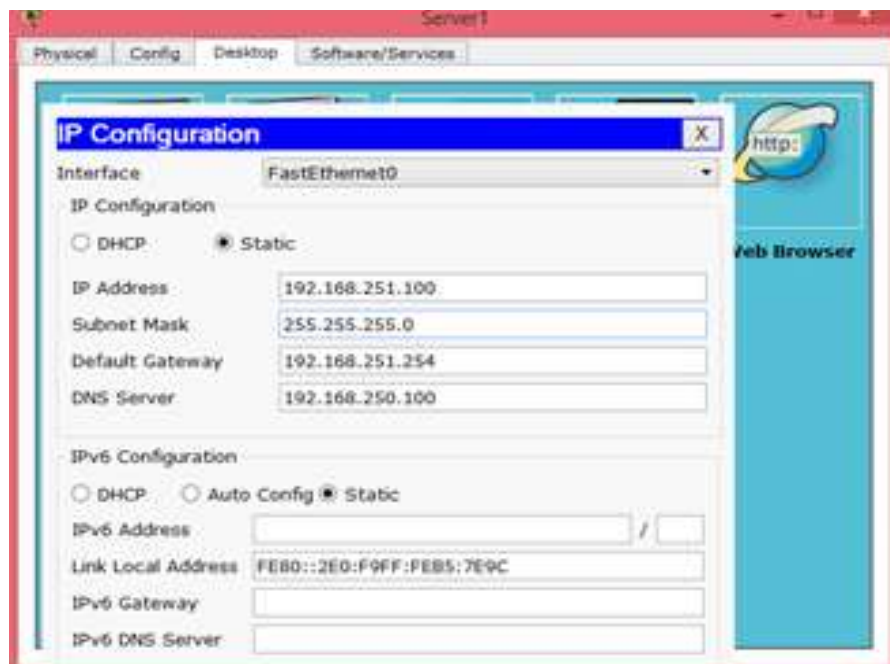 Server1
Physical Config Desktop Software/Services
IP Configuration X
http:
Interface FastEthernet0
IP Configuration
DHCP Static
Web Browser
IP Address 192.168.251.100
Subnet Mask 255.255.255.0
Default Gateway 192.168.251.254
DNS Server 192.168.250.100
IPv6 Configuration
DHCP Auto Config Static
IPv6 Address /
Link Local Address FE80::2E0:F9FF:FEB5:7E9C
IPv6 Gateway
IPv6 DNS Server